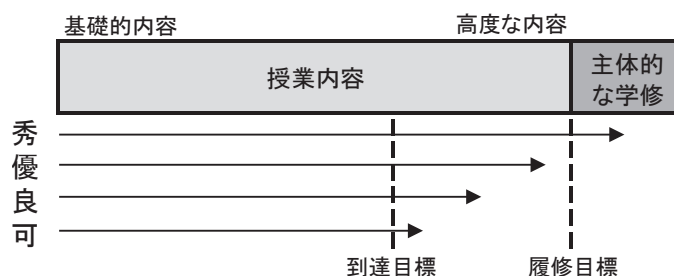 基礎的内容
高度な内容
授業内容
主体的
な学修
秀
優
良
可
到達目標
履修目標